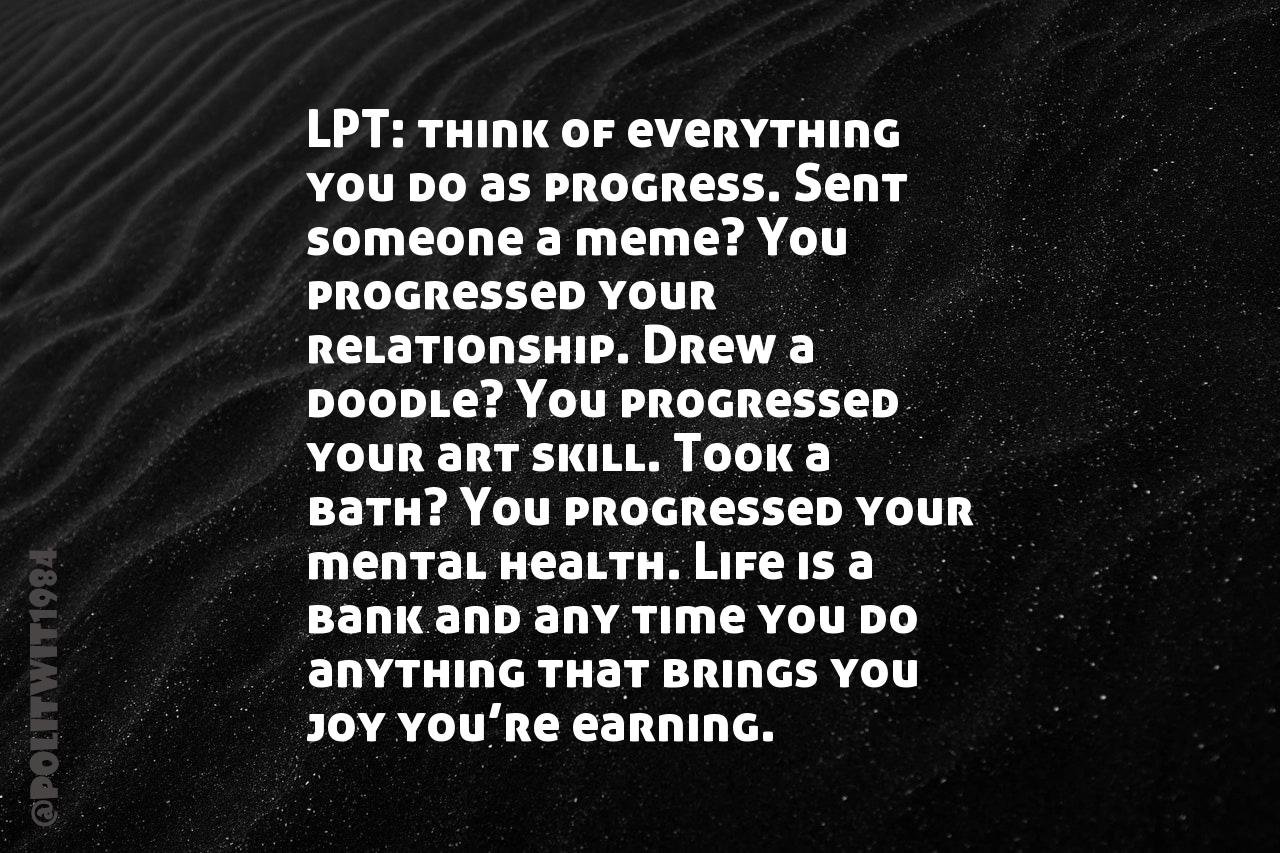 LPT: think of everything
you do as progress. Sent
someone a meme? You
progressed your
relationship. Drew a
doodle? You progressed
your art skill. Took a
bath? You progressed your
mental health. Life is a
bank and any time you do
anything that brings you
joy you're earning.
@POLITWIT1984